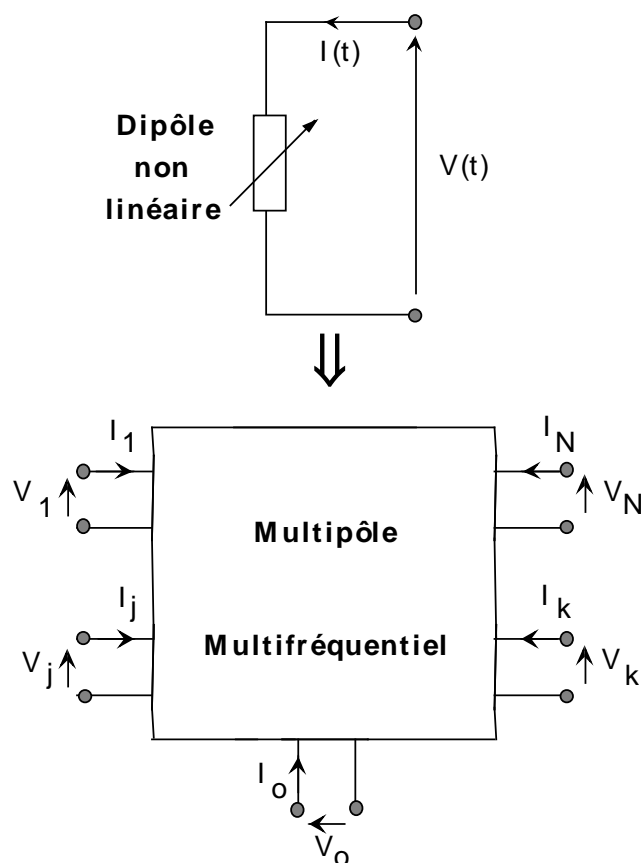 I(t)
Dipôle
non
linéaire
V(t)
⇓
I1
IN
V1
VN
Multipôle
Ij
Ik
Multifréquentiel
Vj
Vk
Io
Vo